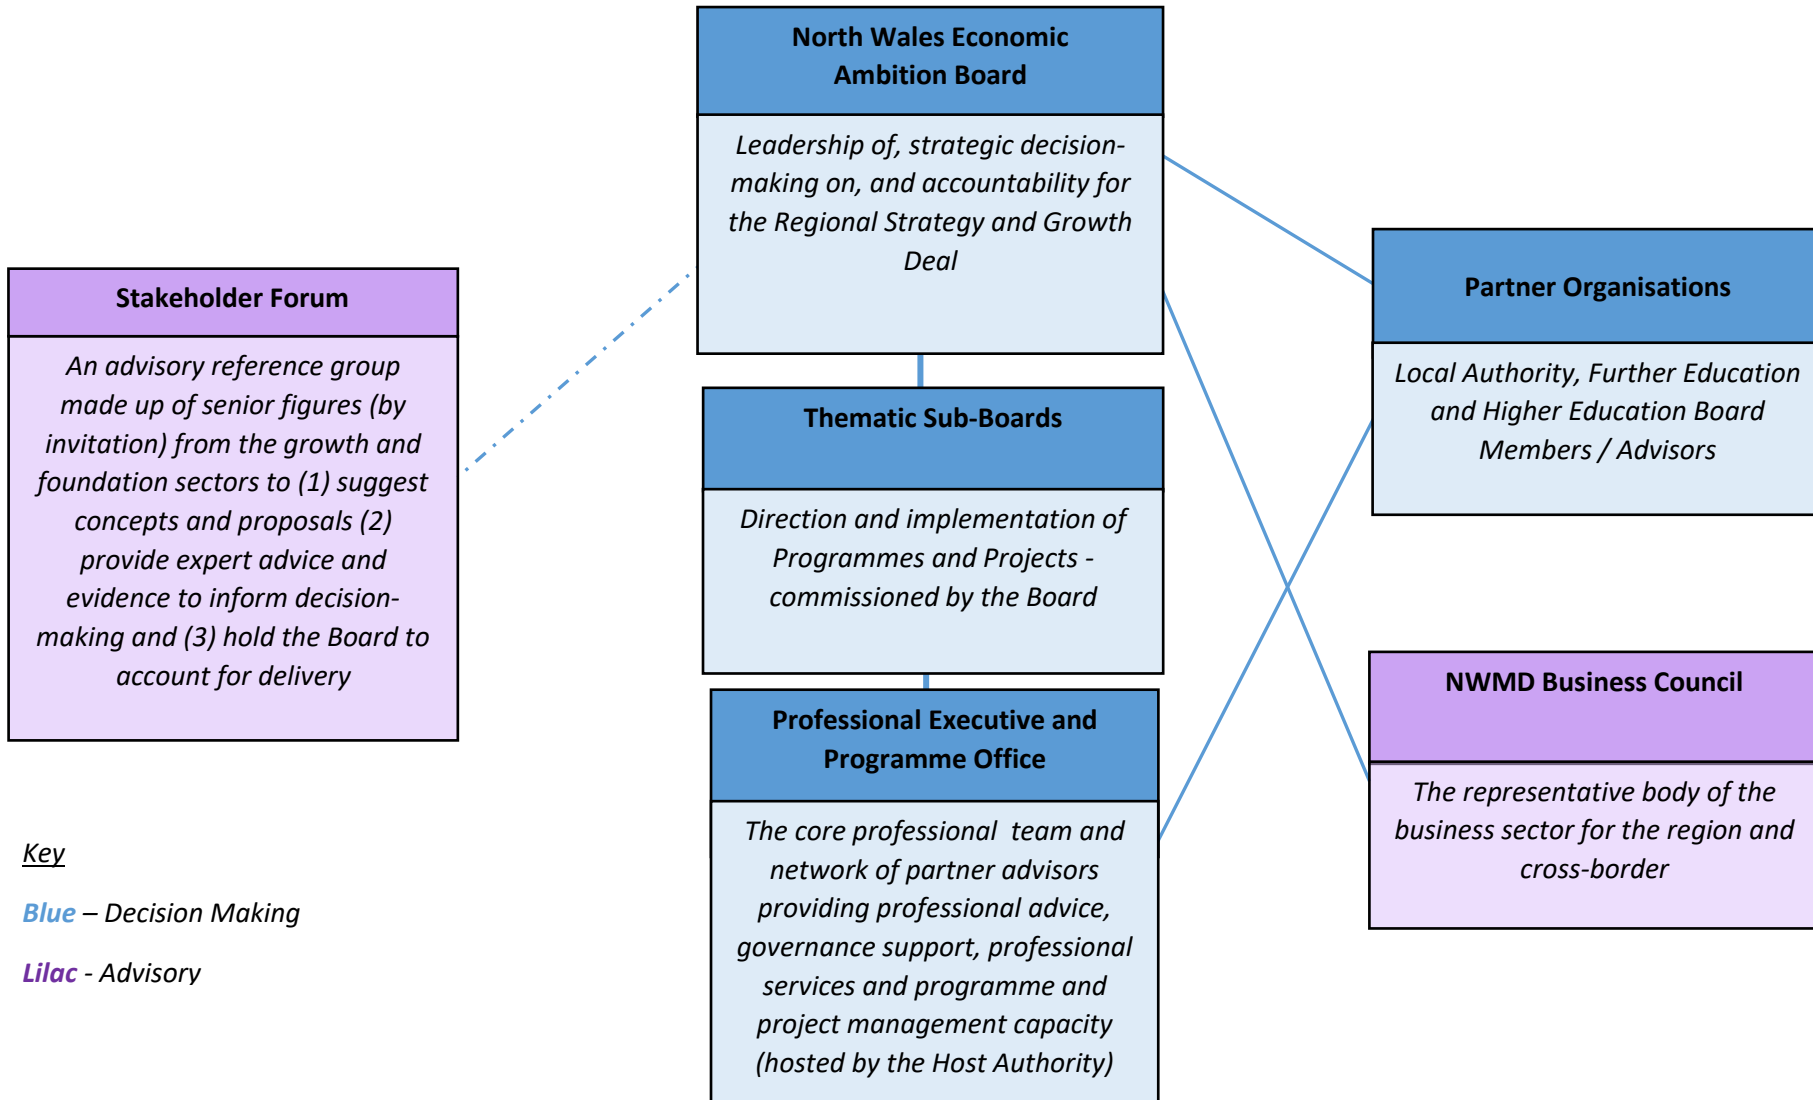 North Wales Economic
Ambition Board
Leadership of, strategic decision-
making on, and accountability for
the Regional Strategy and Growth
Deal
Stakeholder Forum
An advisory reference group
made up of senior figures (by
invitation) from the growth and
foundation sectors to (1) suggest
concepts and proposals (2)
provide expert advice and
evidence to inform decision-
making and (3) hold the Board to
account for delivery
Thematic Sub-Boards
Direction and implementation of
Programmes and Projects -
commissioned by the Board
Professional Executive and
Programme Office
The core professional  team and
network of partner advisors
providing professional advice,
governance support, professional
services and programme and
project management capacity
(hosted by the Host Authority)
Partner Organisations
Local Authority, Further Education
and Higher Education Board
Members / Advisors
NWMD Business Council
The representative body of the
business sector for the region and
cross-border
Key
Blue – Decision Making
Lilac - Advisory